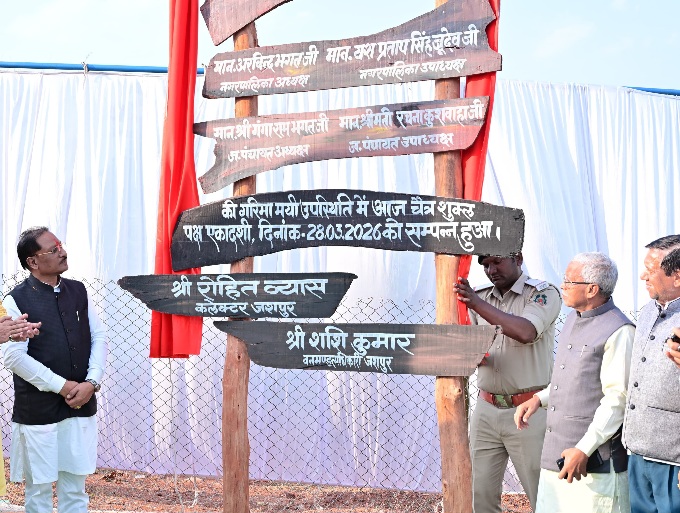 मान. अरविन्द भगत जी मान. यश प्रताप सिंह जूदेव जी
नगरपालिका अध्यक्ष नगरपालिका उपाध्यक्ष
मान. श्री गंगा राम भगत जी मान. श्रीमती रचना कुशवाहा जी
ज. पंचायत अध्यक्ष ज. पंचायत उपाध्यक्ष
की गरिमा मयी उपस्थिति में आज चैत्र शुक्ल
पक्ष एकादशी, दिनांक-28.03.2026 को सम्पन्न हुआ।
श्री रोहित व्यास
कलेक्टर जशपुर
श्री शशि कुमार
वनमण्डलाधिकारी जशपुर